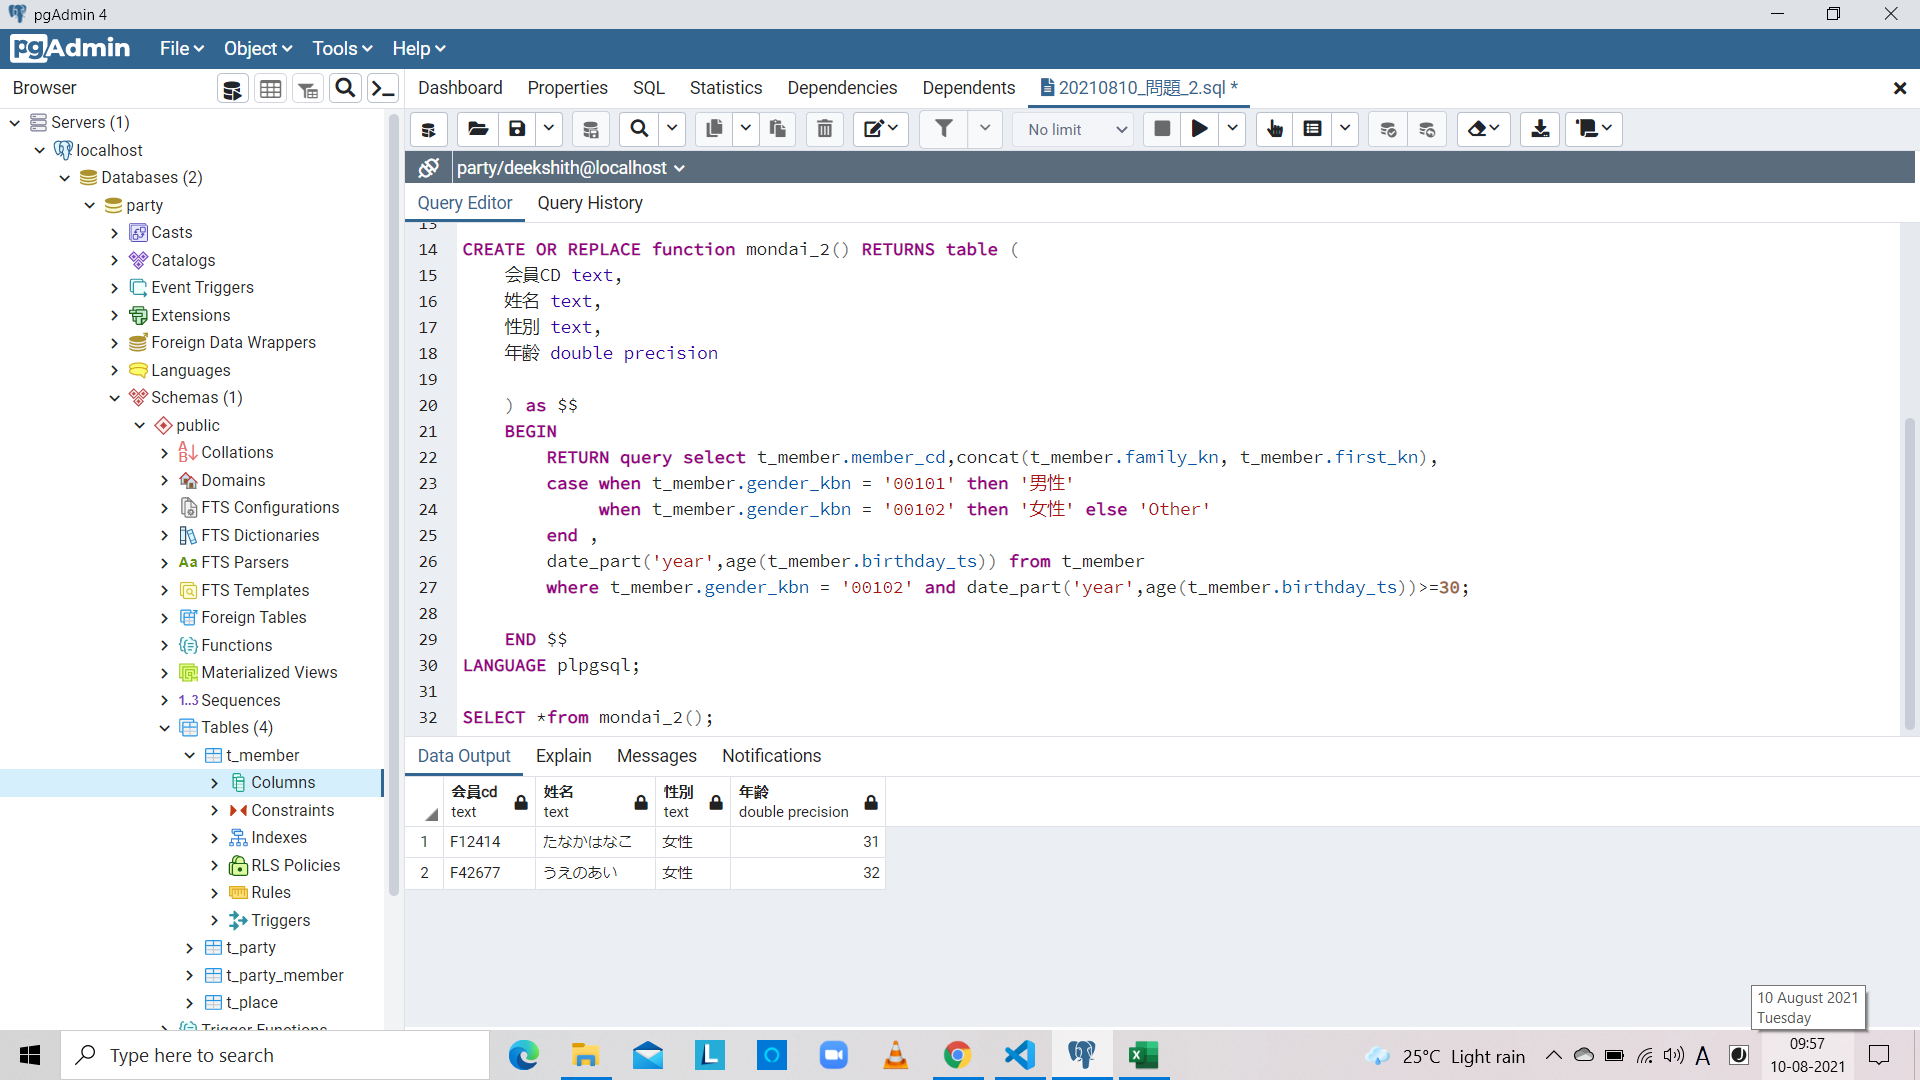 pgAdmin 4
pgAdmin File Object Tools Help
Browser
Dashboard Properties SQL Statistics Dependencies Dependents 20210810_問題_2.sql *
No limit
party/deekshith@localhost
Query Editor Query History
Servers (1)
localhost
Databases (2)
party
Casts
Catalogs
Event Triggers
Extensions
Foreign Data Wrappers
Languages
Schemas (1)
public
Collations
Domains
FTS Configurations
FTS Dictionaries
Aa FTS Parsers
FTS Templates
Foreign Tables
Functions
Materialized Views
1..3 Sequences
Tables (4)
t_member
Columns
Constraints
Indexes
RLS Policies
Rules
Triggers
t_party
t_party_member
t_place
Trigger Functions
13
14 CREATE OR REPLACE function mondai_2() RETURNS table (
15 会員CD text,
16 姓名 text,
17 性別 text,
18 年齢 double precision
19
20 ) as $$
21 BEGIN
22 RETURN query select t_member.member_cd,concat(t_member.family_kn, t_member.first_kn),
23 case when t_member.gender_kbn = '00101' then '男性'
24 when t_member.gender_kbn = '00102' then '女性' else 'Other'
25 end ,
26 date_part('year',age(t_member.birthday_ts)) from t_member
27 where t_member.gender_kbn = '00102' and date_part('year',age(t_member.birthday_ts))>=30;
28
29 END $$
30 LANGUAGE plpgsql;
31
32 SELECT *from mondai_2();
Data Output Explain Messages Notifications
会員cd 姓名 性別 年齢
text text text double precision
1 F12414 たなかはなこ 女性 31
2 F42677 うえのあい 女性 32
10 August 2021
Tuesday
Type here to search
25°C Light rain
A
09:57
10-08-2021